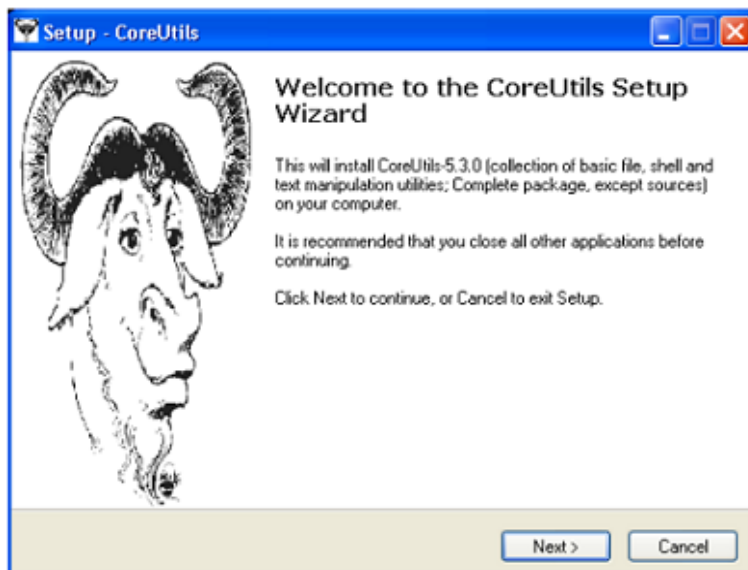 Setup - CoreUtils
Welcome to the CoreUtils Setup
Wizard
This will install CoreUtils-5.3.0 (collection of basic file, shell and
text manipulation utilities; Complete package, except sources)
on your computer.
It is recommended that you close all other applications before
continuing.
Click Next to continue, or Cancel to exit Setup.
Next >
Cancel